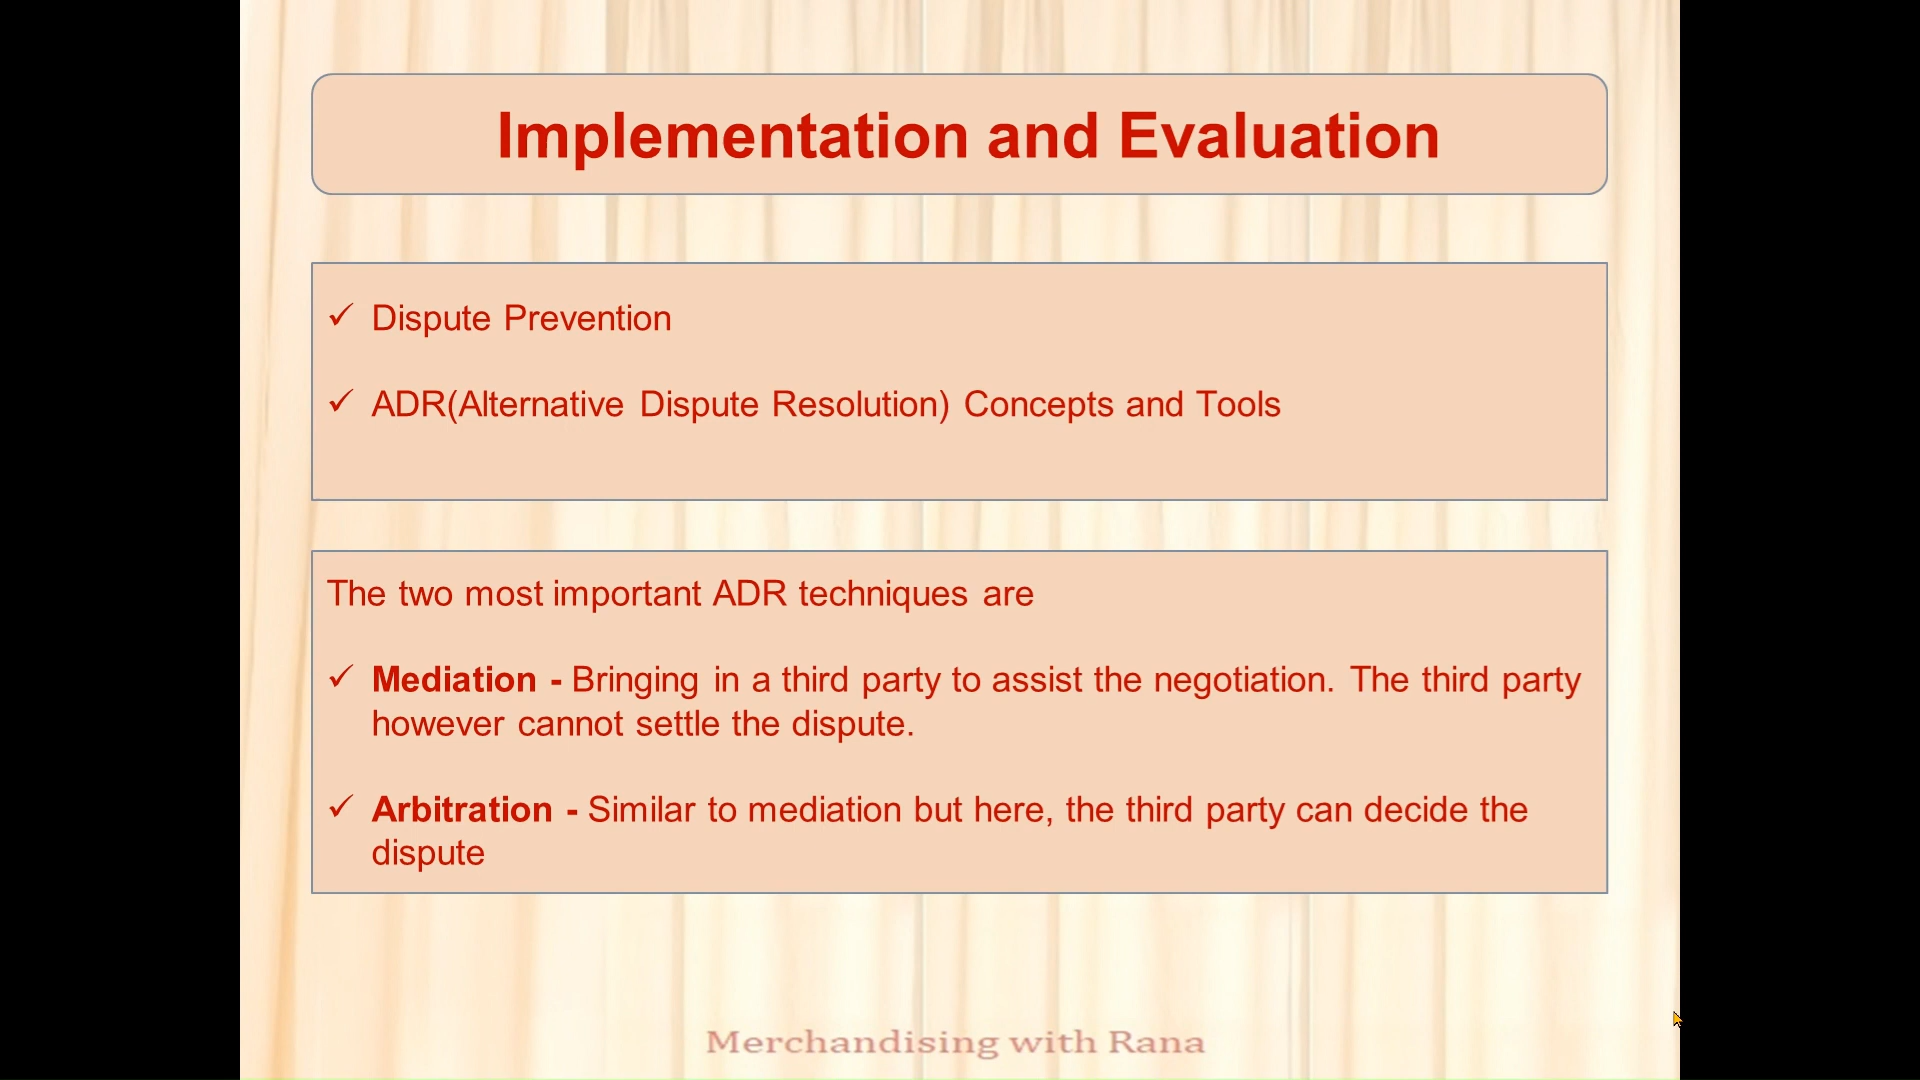 Implementation and Evaluation
✓ Dispute Prevention
✓ ADR(Alternative Dispute Resolution) Concepts and Tools
The two most important ADR techniques are
✓ Mediation - Bringing in a third party to assist the negotiation. The third party
however cannot settle the dispute.
✓ Arbitration - Similar to mediation but here, the third party can decide the
dispute
Merchandising with Rana